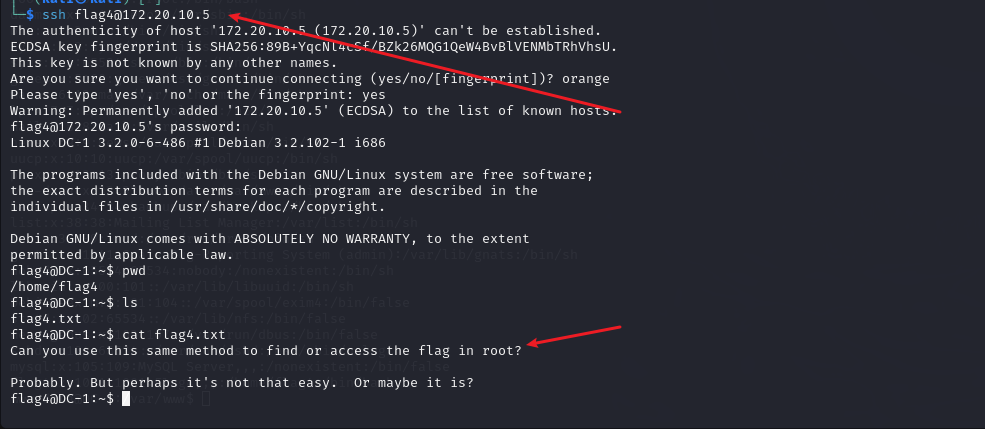 └─$ ssh flag4@172.20.10.5
The authenticity of host '172.20.10.5 (172.20.10.5)' can't be established.
ECDSA key fingerprint is SHA256:89B+YqcNl4cSf/BZk26MQG1QeW4BvBlVENMbTRhVhsU.
This key is not known by any other names.
Are you sure you want to continue connecting (yes/no/[fingerprint])? orange
Please type 'yes', 'no' or the fingerprint: yes
Warning: Permanently added '172.20.10.5' (ECDSA) to the list of known hosts.
flag4@172.20.10.5's password:
Linux DC-1 3.2.0-6-486 #1 Debian 3.2.102-1 i686
The programs included with the Debian GNU/Linux system are free software;
the exact distribution terms for each program are described in the
individual files in /usr/share/doc/*/copyright.
Debian GNU/Linux comes with ABSOLUTELY NO WARRANTY, to the extent
permitted by applicable law.
flag4@DC-1:~$ pwd
/home/flag4
flag4@DC-1:~$ ls
flag4.txt
flag4@DC-1:~$ cat flag4.txt
Can you use this same method to find or access the flag in root?
Probably. But perhaps it's not that easy.  Or maybe it is?
flag4@DC-1:~$